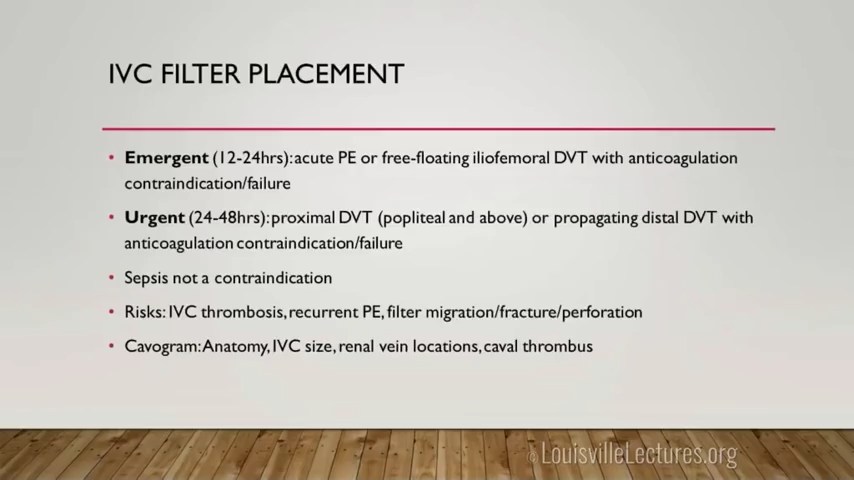 IVC FILTER PLACEMENT
• Emergent (12-24hrs): acute PE or free-floating iliofemoral DVT with anticoagulation
contraindication/failure
• Urgent (24-48hrs): proximal DVT (popliteal and above) or propagating distal DVT with
anticoagulation contraindication/failure
• Sepsis not a contraindication
• Risks: IVC thrombosis, recurrent PE, filter migration/fracture/perforation
• Cavogram: Anatomy, IVC size, renal vein locations, caval thrombus
© LouisvilleLectures.org